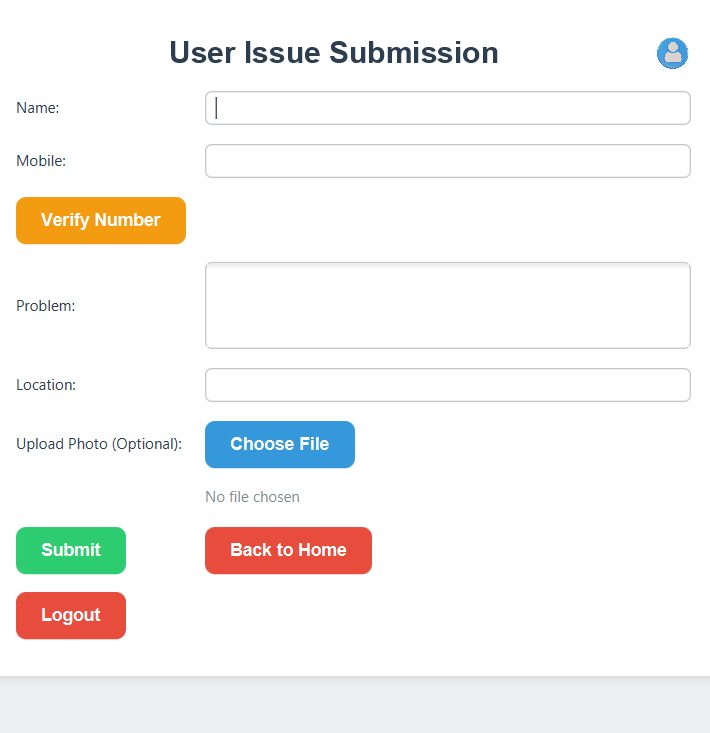 User Issue Submission
Name:
Mobile:
Verify Number
Problem:
Location:
Upload Photo (Optional):
Choose File
No file chosen
Submit
Back to Home
Logout